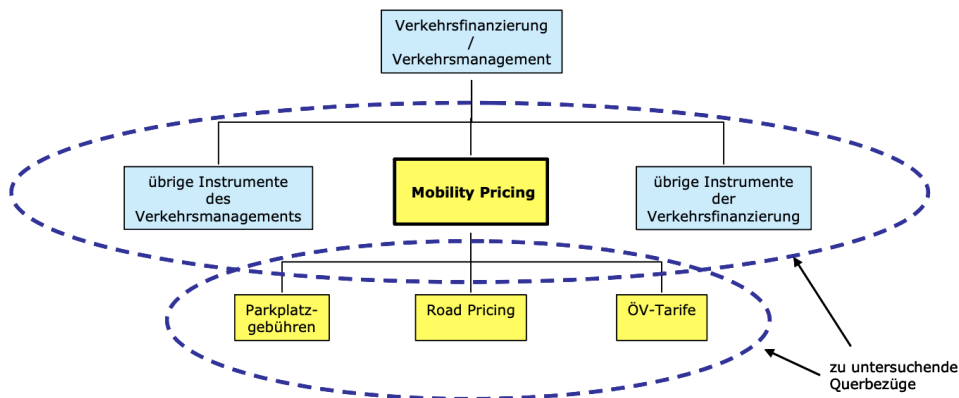 Verkehrsfinanzierung
/
Verkehrsmanagement
übrige Instrumente
des
Verkehrsmanagements
Mobility Pricing
übrige Instrumente
der
Verkehrsfinanzierung
Parkplatz-
gebühren
Road Pricing
ÖV-Tarife
zu untersuchende
Querbezüge